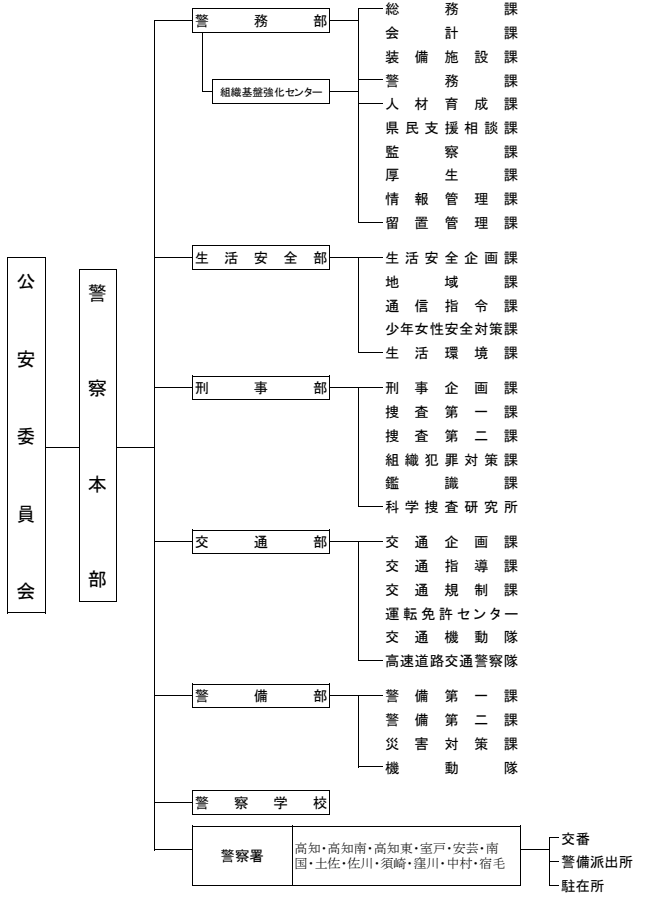 公安委員会
警察本部
警務部
組織基盤強化センター
総務課
会計課
装備施設課
警務課
人材育成課
県民支援相談課
監察課
厚生課
情報管理課
留置管理課
生活安全部
生活安全企画課
地域課
通信指令課
少年女性安全対策課
生活環境課
刑事部
刑事企画課
捜査第一課
捜査第二課
組織犯罪対策課
鑑識課
科学捜査研究所
交通部
交通企画課
交通指導課
交通規制課
運転免許センター
交通機動隊
高速道路交通警察隊
警備部
警備第一課
警備第二課
災害対策課
機動隊
警察学校
警察署
高知・高知南・高知東・室戸・安芸・南
国・土佐・佐川・須崎・窪川・中村・宿毛
交番
警備派出所
駐在所